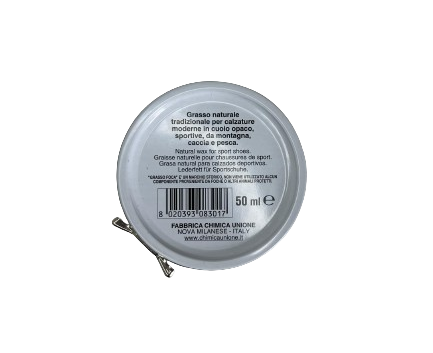 Grasso naturale
tradizionale per calzature
moderne in cuoio opaco,
sportive, da montagna,
caccia e pesca.
Natural wax for sport shoes.
Graisse naturelle pour chaussures de sport.
Grasa natural para calzados deportivos.
Lederfett für Sportschuhe.
"GRASSO FOCA" E' UN MARCHIO STORICO, NON VIENE UTILIZZATO ALCUN
COMPONENTE PROVENIENTE DA FOCHE O ALTRI ANIMALI PROTETTI.
50 ml e
8 020393 083017
FABBRICA CHIMICA UNIONE
NOVA MILANESE - ITALY
www.chimicaunione.it